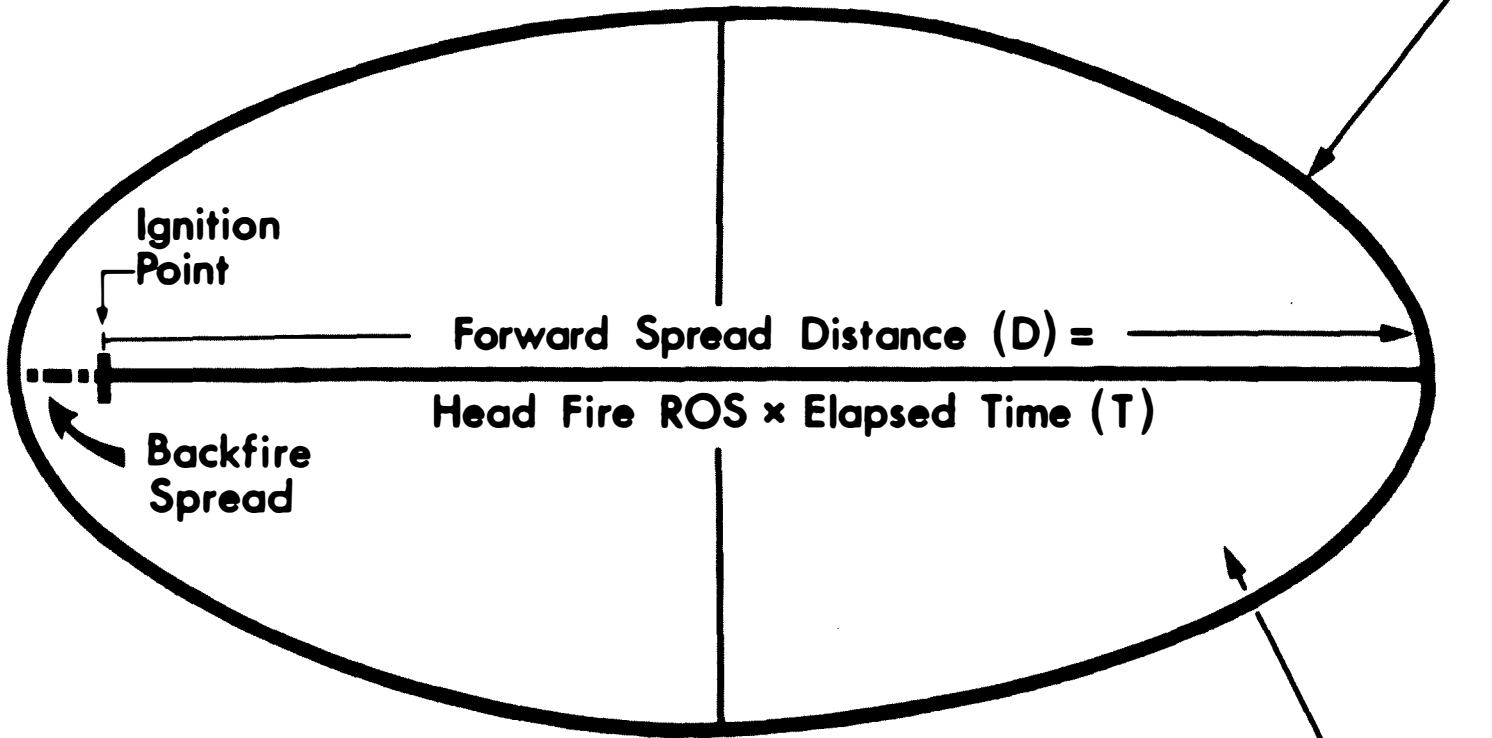 Ignition
Point
Forward Spread Distance (D) =
Head Fire ROS × Elapsed Time (T)
Backfire
Spread